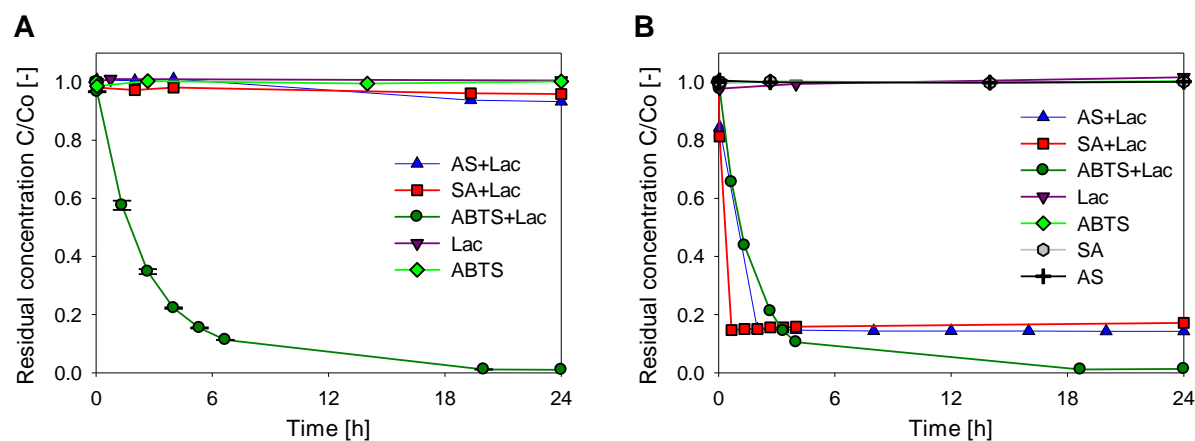 A
Residual concentration C/Co [-]
1.0
0.8
0.6
0.4
0.2
0.0
AS+Lac
SA+Lac
ABTS+Lac
Lac
ABTS
0
6
12
18
24
Time [h]
B
Residual concentration C/Co [-]
1.0
0.8
0.6
0.4
0.2
0.0
AS+Lac
SA+Lac
ABTS+Lac
Lac
ABTS
SA
AS
0
6
12
18
24
Time [h]